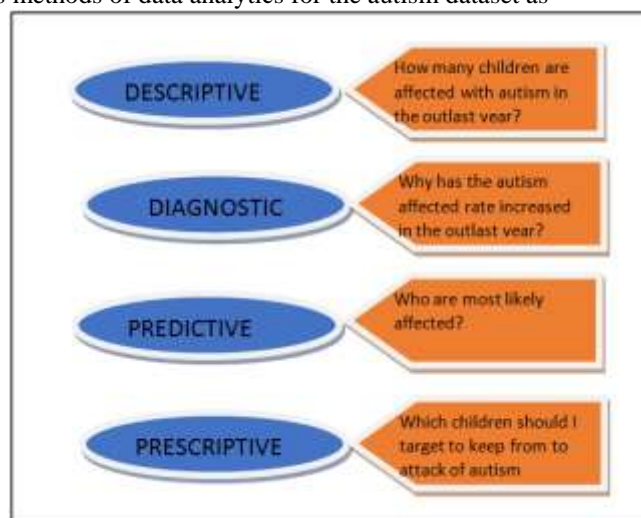 s methods of data analytics for the autism dataset as
DESCRIPTIVE
How many children are
affected with autism in
the outlast year?
DIAGNOSTIC
Why has the autism
affected rate increased
in the outlast year?
PREDICTIVE
Who are most likely
affected?
PRESCRIPTIVE
Which children should I
target to keep from to
attack of autism